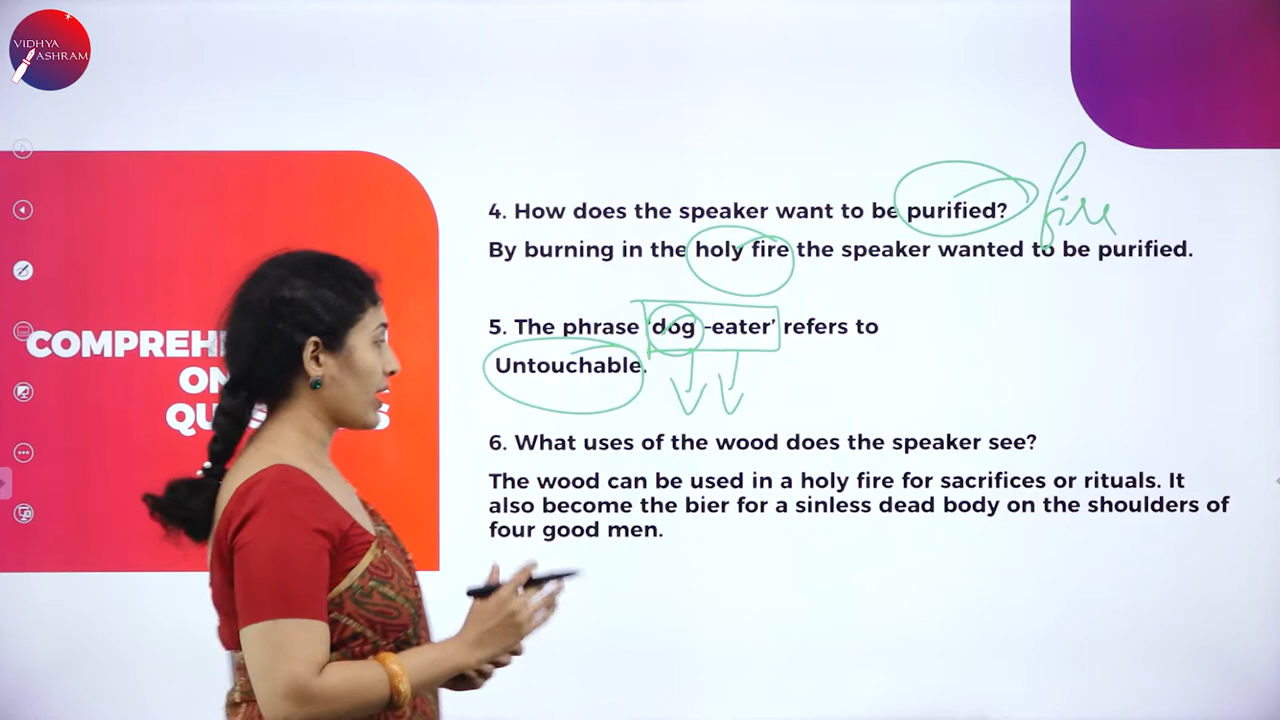 VIDHYA
ASHRAM
4. How does the speaker want to be purified? fire
By burning in the holy fire the speaker wanted to be purified.
5. The phrase 'dog -eater' refers to
Untouchable.
COMPREH
ON
QU S
6. What uses of the wood does the speaker see?
The wood can be used in a holy fire for sacrifices or rituals. It
also become the bier for a sinless dead body on the shoulders of
four good men.